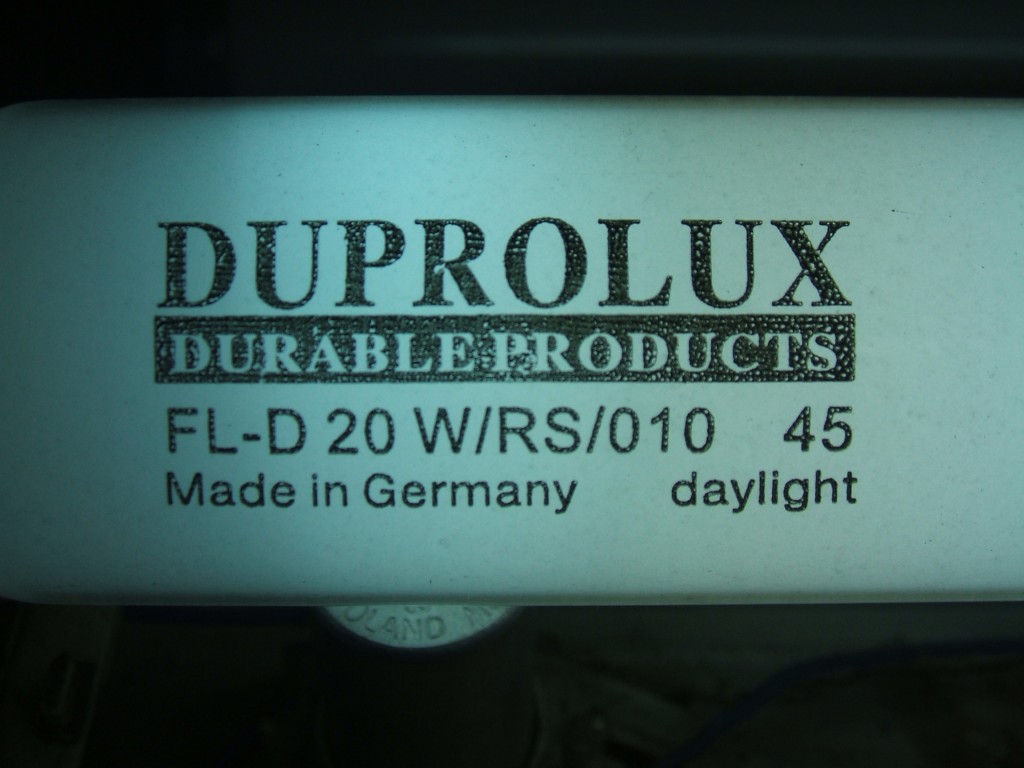 DUPROLUX
DURABLE PRODUCTS
FL-D 20 W/RS/010 45
Made in Germany daylight